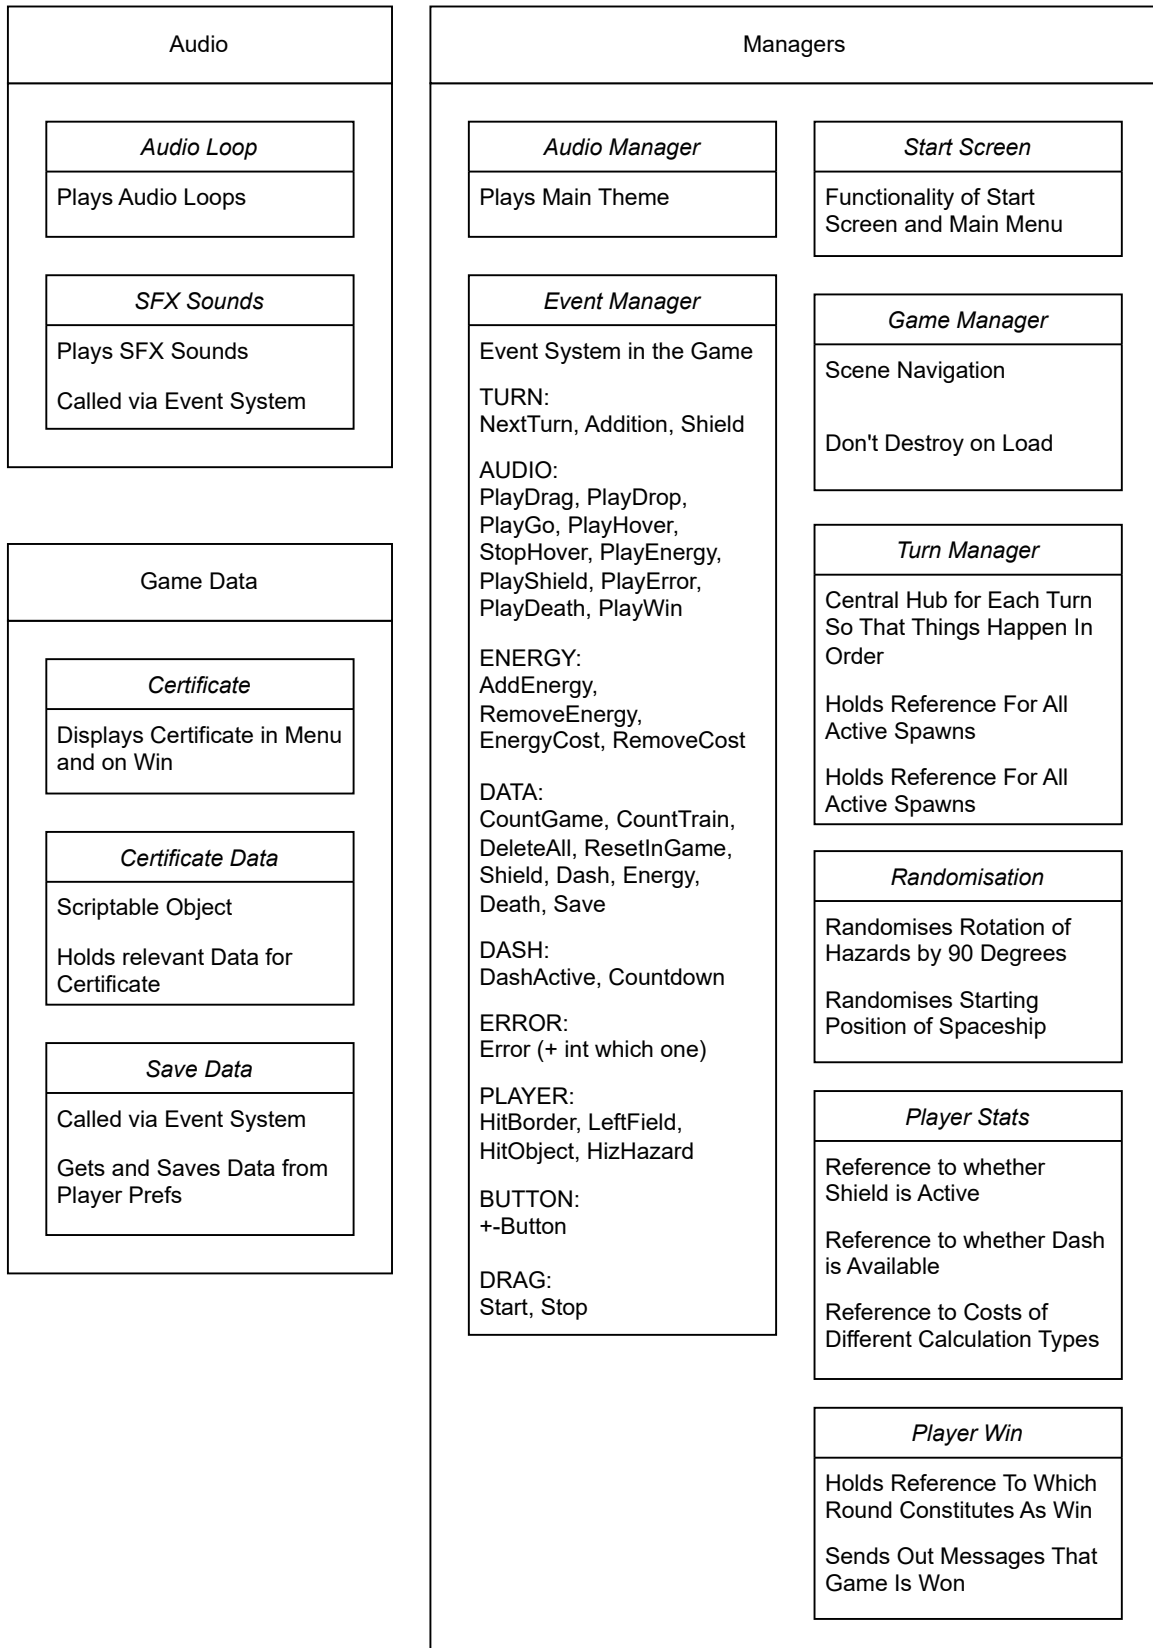 Audio
Audio Loop
Plays Audio Loops
SFX Sounds
Plays SFX Sounds
Called via Event System
Game Data
Certificate
Displays Certificate in Menu
and on Win
Certificate Data
Scriptable Object
Holds relevant Data for
Certificate
Save Data
Called via Event System
Gets and Saves Data from
Player Prefs
Managers
Audio Manager
Plays Main Theme
Event Manager
Event System in the Game
TURN:
NextTurn, Addition, Shield
AUDIO:
PlayDrag, PlayDrop,
PlayGo, PlayHover,
StopHover, PlayEnergy,
PlayShield, PlayError,
PlayDeath, PlayWin
ENERGY:
AddEnergy,
RemoveEnergy,
EnergyCost, RemoveCost
DATA:
CountGame, CountTrain,
DeleteAll, ResetInGame,
Shield, Dash, Energy,
Death, Save
DASH:
DashActive, Countdown
ERROR:
Error (+ int which one)
PLAYER:
HitBorder, LeftField,
HitObject, HizHazard
BUTTON:
+-Button
DRAG:
Start, Stop
Start Screen
Functionality of Start
Screen and Main Menu
Game Manager
Scene Navigation
Don't Destroy on Load
Turn Manager
Central Hub for Each Turn
So That Things Happen In
Order
Holds Reference For All
Active Spawns
Holds Reference For All
Active Spawns
Randomisation
Randomises Rotation of
Hazards by 90 Degrees
Randomises Starting
Position of Spaceship
Player Stats
Reference to whether
Shield is Active
Reference to whether Dash
is Available
Reference to Costs of
Different Calculation Types
Player Win
Holds Reference To Which
Round Constitutes As Win
Sends Out Messages That
Game Is Won